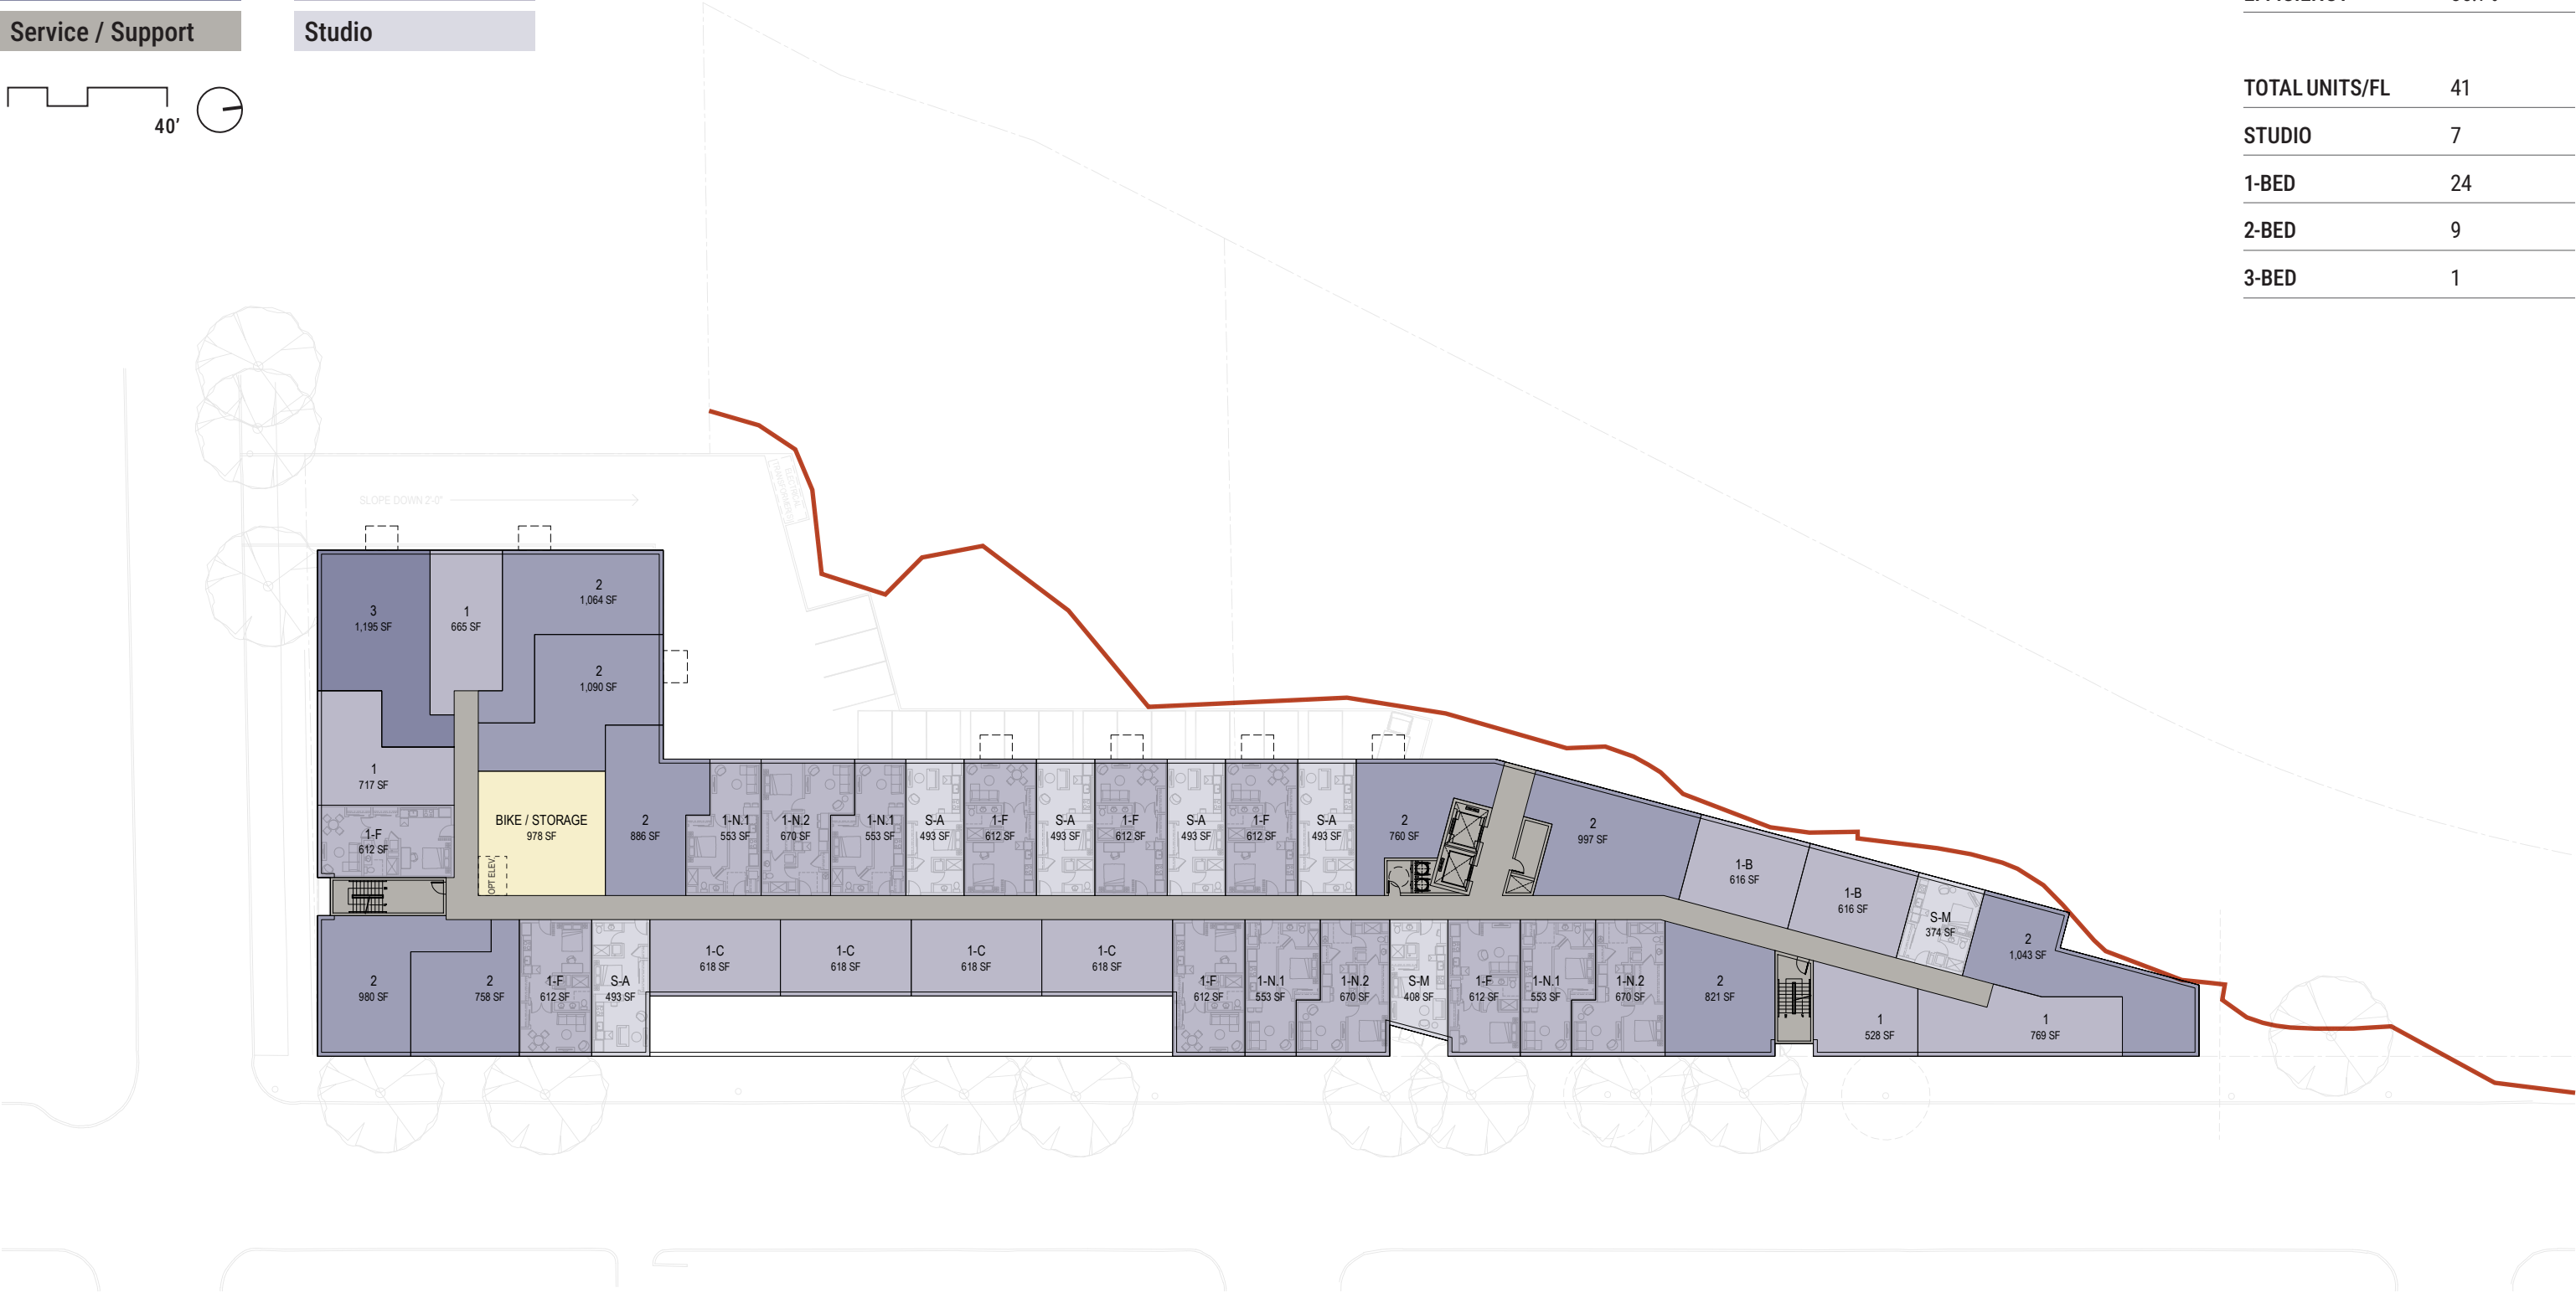 Service / Support
Studio
40'
TOTAL UNITS/FL 41
STUDIO 7
1-BED 24
2-BED 9
3-BED 1
SLOPE DOWN 2'-0"
ELECTRICAL
TRANSFORMERS
3
1,195 SF
1
665 SF
2
1,064 SF
2
1,090 SF
1
717 SF
1-F
612 SF
BIKE / STORAGE
978 SF
OPT ELEV.
2
886 SF
1-N.1
553 SF
1-N.2
670 SF
1-N.1
553 SF
S-A
493 SF
1-F
612 SF
S-A
493 SF
1-F
612 SF
S-A
493 SF
1-F
612 SF
S-A
493 SF
2
760 SF
2
997 SF
1-B
616 SF
1-B
616 SF
S-M
374 SF
2
1,043 SF
2
980 SF
2
758 SF
1-F
612 SF
S-A
493 SF
1-C
618 SF
1-C
618 SF
1-C
618 SF
1-C
618 SF
1-F
612 SF
1-N.1
553 SF
1-N.2
670 SF
S-M
408 SF
1-F
612 SF
1-N.1
553 SF
1-N.2
670 SF
2
821 SF
1
528 SF
1
769 SF